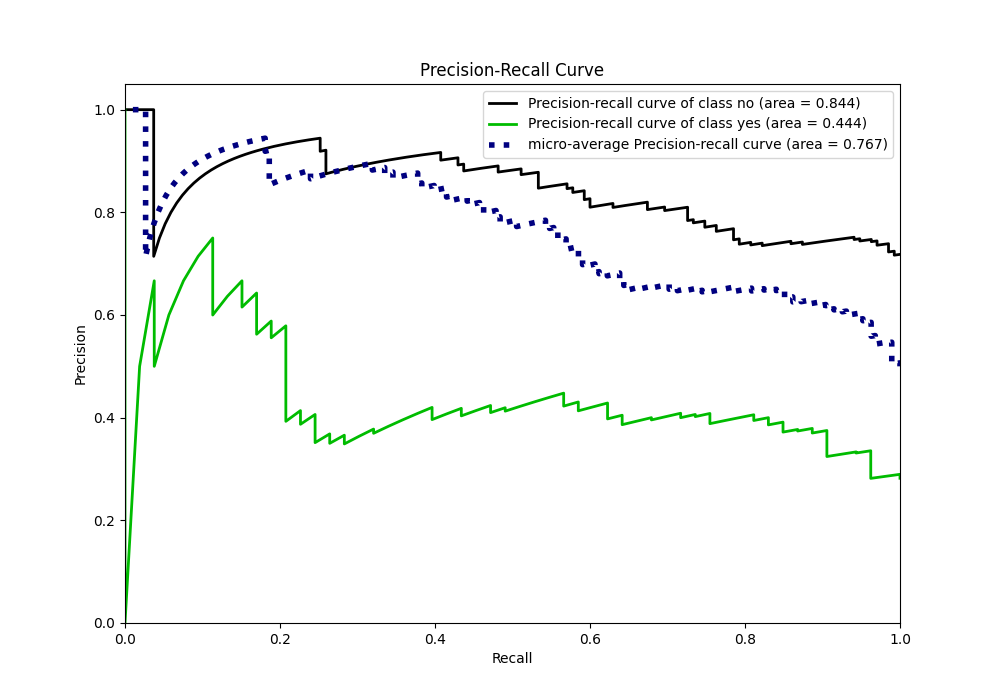 Precision-Recall Curve
Precision-recall curve of class no (area = 0.844)
Precision-recall curve of class yes (area = 0.444)
micro-average Precision-recall curve (area = 0.767)
Precision
1.0
0.8
0.6
0.4
0.2
0.0
0.0 0.2 0.4 0.6 0.8 1.0
Recall